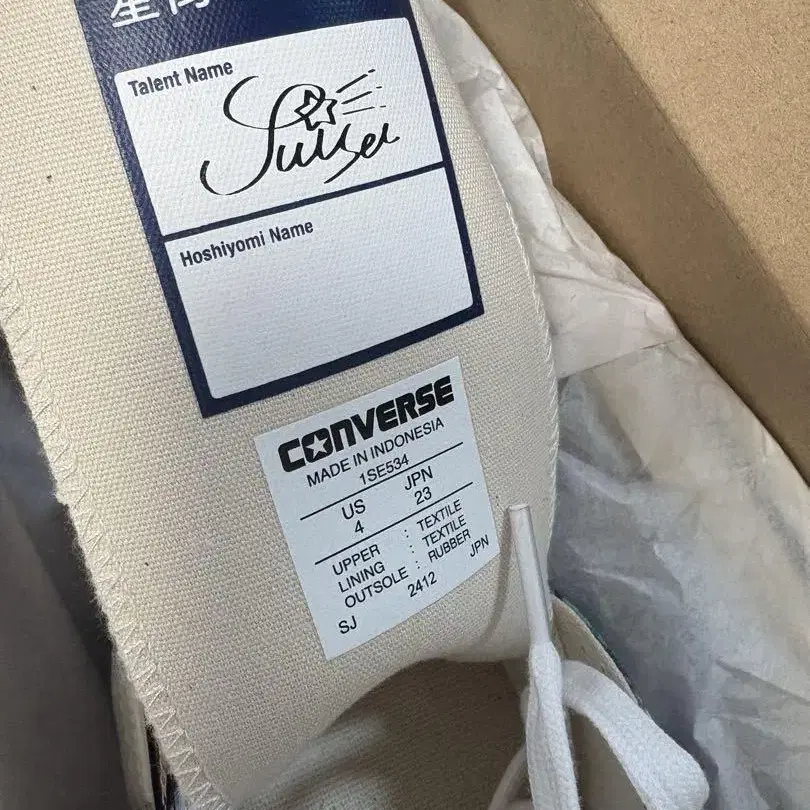 Talent Name
Suisei
Hoshiyomi Name
CONVERSE
MADE IN INDONESIA
1SE534
US JPN
4 23
UPPER : TEXTILE
LINING : TEXTILE
OUTSOLE : RUBBER
SJ 2412 JPN